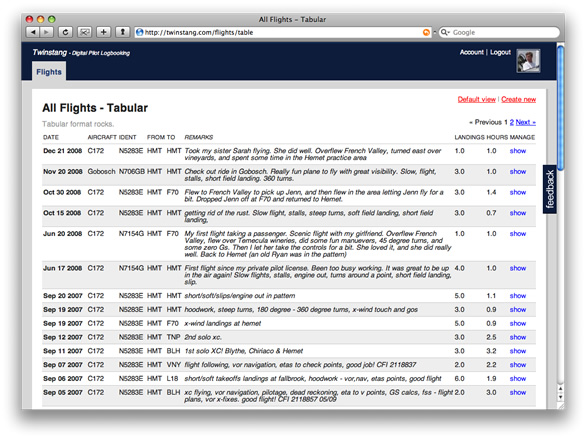 All Flights - Tabular
http://twinstang.com/flights/table
Google
Twinstang - Digital Pilot Logbooking
Account | Logout
Flights
All Flights - Tabular
Default view | Create new
Tabular format rocks.
« Previous 1 2 Next »
DATE AIRCRAFT IDENT FROM TO REMARKS LANDINGS HOURS MANAGE
Dec 21 2008 C172 N5283E HMT HMT Took my sister Sarah flying. She did well. Overflew French Valley, turned east over 1.0 1.0 show
vineyards, and spent some time in the Hemet practice area
Nov 20 2008 Gobosch N706GB HMT HMT Check out ride in Gobosch. Really fun plane to fly with great visibility. Slow, flight, 3.0 1.0 show
stalls, short field landing. 360 turns.
Oct 30 2008 C172 N5283E HMT F70 Flew to French Valley to pick up Jenn, and then flew in the area letting Jenn fly for a 3.0 1.4 show
bit. Dropped Jenn off at F70 and returned to Hemet.
Oct 15 2008 C172 N5283E HMT HMT getting rid of the rust. Slow flight, stalls, steep turns, soft field landing, short field 3.0 0.7 show
landing,
feedback
Jun 20 2008 C172 N7154G HMT F70 My first flight taking a passenger. Scenic flight with my girlfriend. Overflew French 1.0 1.0 show
Valley, flew over Temecula wineries, did some fun manuevers, 45 degree turns, and
some zero Gs. Then I let her take the controls for a bit. She loved it, and she did really
well. Back to Hemet (an old Ryan was in the pattern)
Jun 17 2008 C172 N7154G HMT HMT First flight since my private pilot license. Been too busy working. It was great to be up 4.0 1.0 show
in the air again! Slow flights, stalls, engine out, turns around a point, short field landing,
slip.
Sep 20 2007 C172 N5283E HMT HMT short/soft/slips/engine out in pattern 5.0 1.1 show
Sep 19 2007 C172 N5283E HMT HMT hoodwork, steep turns, 180 degree - 360 degree turns, x-wind touch and gos 3.0 0.9 show
Sep 19 2007 C172 N5283E HMT F70 x-wind landings at hemet 5.0 0.9 show
Sep 12 2007 C172 N5283E HMT TNP 2nd solo xc. 3.0 2.5 show
Sep 11 2007 C172 N5283E HMT BLH 1st solo XC! Blythe, Chiriaco & Hemet 3.0 3.2 show
Sep 07 2007 C172 N5283E HMT VNY flight following, vor navigation, etas to check points, good job! CFI 2118837 2.0 2.2 show
Sep 06 2007 C172 N5283E HMT L18 short/soft takeoffs landings at fallbrook, hoodwork - vor,nav, etas points, good flight 6.0 1.9 show
Sep 05 2007 C172 N5283E HMT BLH xc flying, vor navigation, pilotage, dead reckoning, eta to v points, GS calcs, fss - flight 2.0 3.0 show
plans, vor x-fixes. good flight! CFI 2118857 05/09